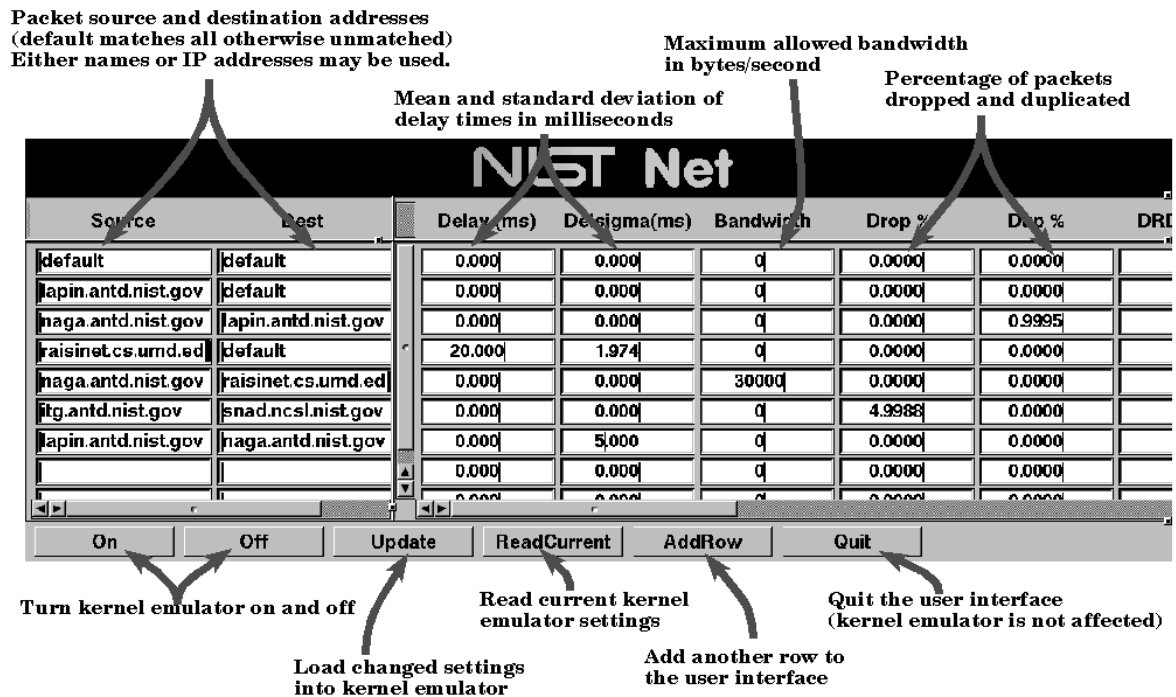 Packet source and destination addresses
(default matches all otherwise unmatched)
Either names or IP addresses may be used.
Mean and standard deviation of
delay times in milliseconds
Maximum allowed bandwidth
in bytes/second
Percentage of packets
dropped and duplicated
NIST Net
Source Dest Delay (ms) Delsigma(ms) Bandwidth Drop % Dup % DRD
default default 0.000 0.000 0 0.0000 0.0000
lapin.antd.nist.gov default 0.000 0.000 0 0.0000 0.0000
naga.antd.nist.gov lapin.antd.nist.gov 0.000 0.000 0 0.0000 0.9995
raisinet.cs.umd.ed default 20.000 1.974 0 0.0000 0.0000
naga.antd.nist.gov raisinet.cs.umd.ed 0.000 0.000 30000 0.0000 0.0000
itg.antd.nist.gov snad.ncsl.nist.gov 0.000 0.000 0 4.9988 0.0000
lapin.antd.nist.gov naga.antd.nist.gov 0.000 5.000 0 0.0000 0.0000
0.000 0.000 0 0.0000 0.0000
0.000 0.000 0 0.0000 0.0000
On Off Update ReadCurrent AddRow Quit
Turn kernel emulator on and off
Load changed settings
into kernel emulator
Read current kernel
emulator settings
Add another row to
the user interface
Quit the user interface
(kernel emulator is not affected)